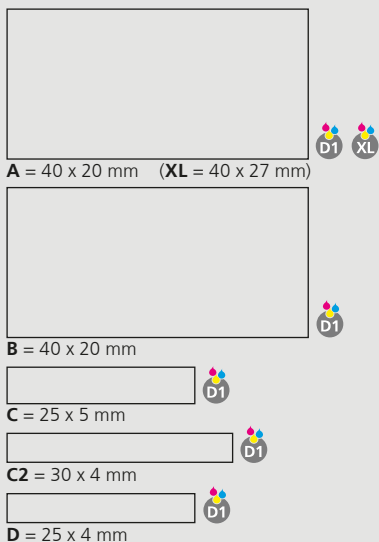 D1 XL
A = 40 x 20 mm (XL = 40 x 27 mm)
D1
B = 40 x 20 mm
D1
C = 25 x 5 mm
D1
C2 = 30 x 4 mm
D1
D = 25 x 4 mm